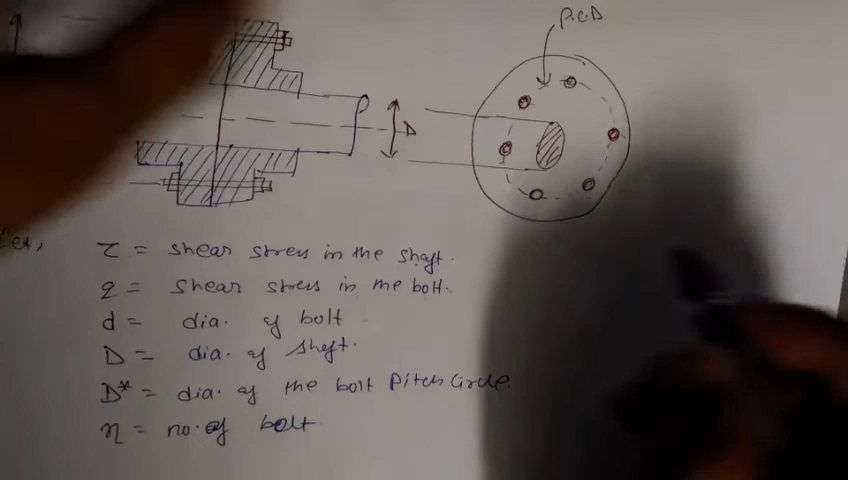 P.C.D
D
Let,
τ = shear stress in the shaft.
q = shear stress in the bolt.
d = dia. of bolt
D = dia. of shaft.
D* = dia. of the bolt Pitch Circle.
n = no. of bolt.